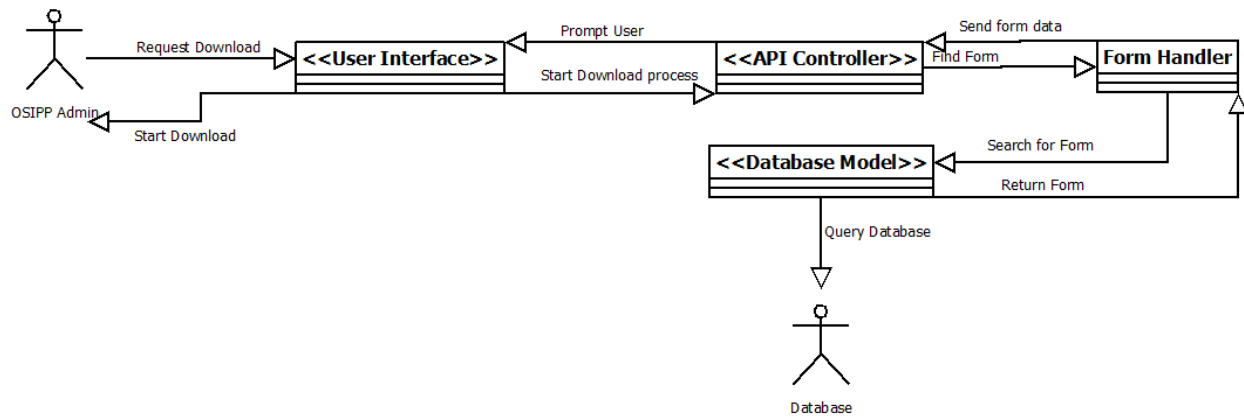 Send form data
Prompt User
Request Download
<<User Interface>>
<<API Controller>>
Find Form
Form Handler
Start Download process
OSIPP Admin
Start Download
Search for Form
<<Database Model>>
Return Form
Query Database
Database